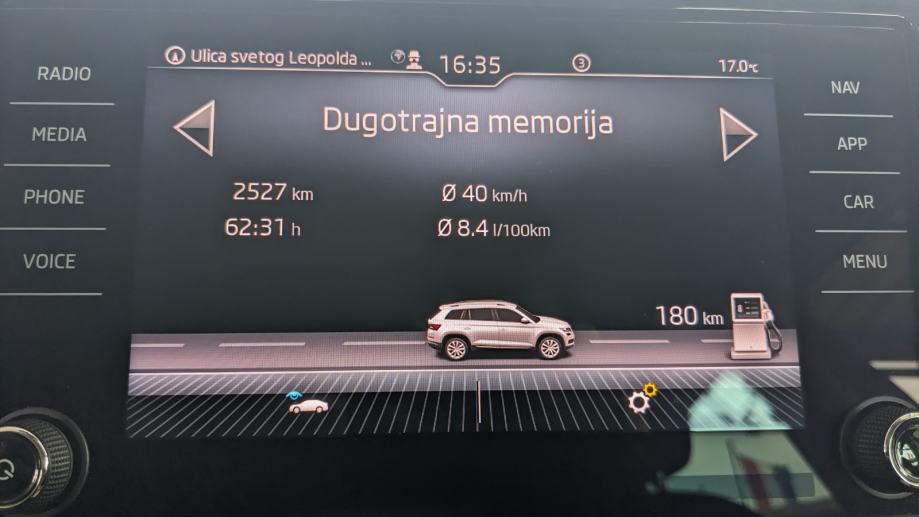 RADIO
MEDIA
PHONE
VOICE
Ulica svetog Leopolda ...
16:35
3
17.0°C
Dugotrajna memorija
2527 km
Ø 40 km/h
62:31 h
Ø 8.4 l/100km
180 km
NAV
APP
CAR
MENU